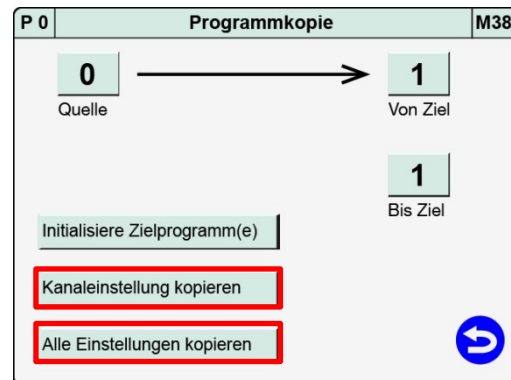 P 0 Programmkopie M38
0 1
Quelle Von Ziel
1
Bis Ziel
Initialisiere Zielprogramm(e)
Kanaleinstellung kopieren
Alle Einstellungen kopieren